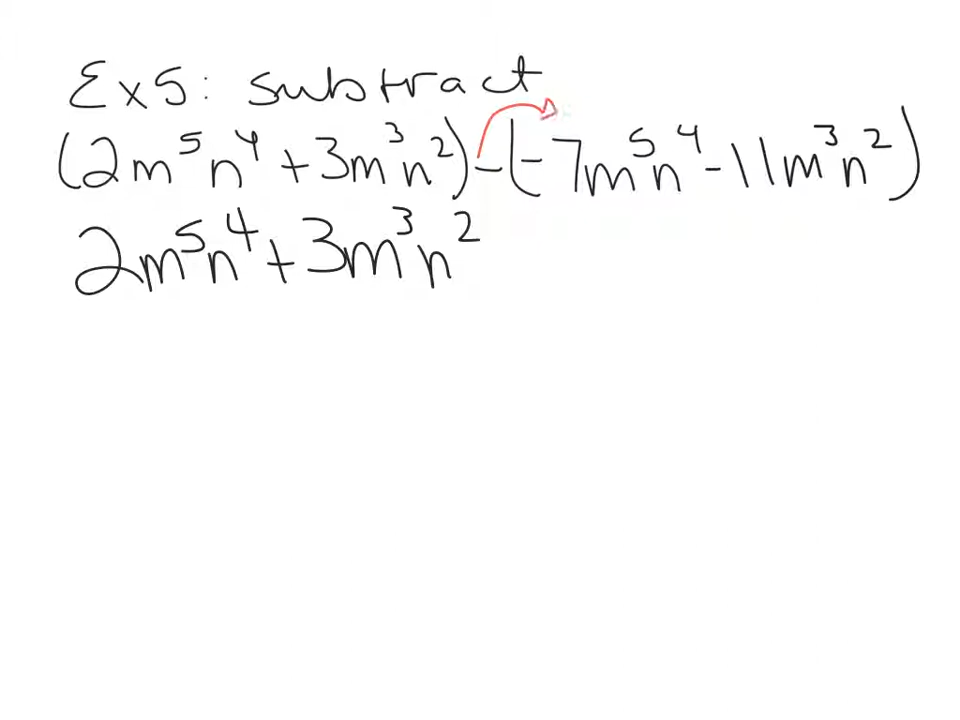 Ex5: subtract
(2m⁵n⁴ + 3m³n²) - (-7m⁵n⁴ - 11m³n²)
2m⁵n⁴ + 3m³n²